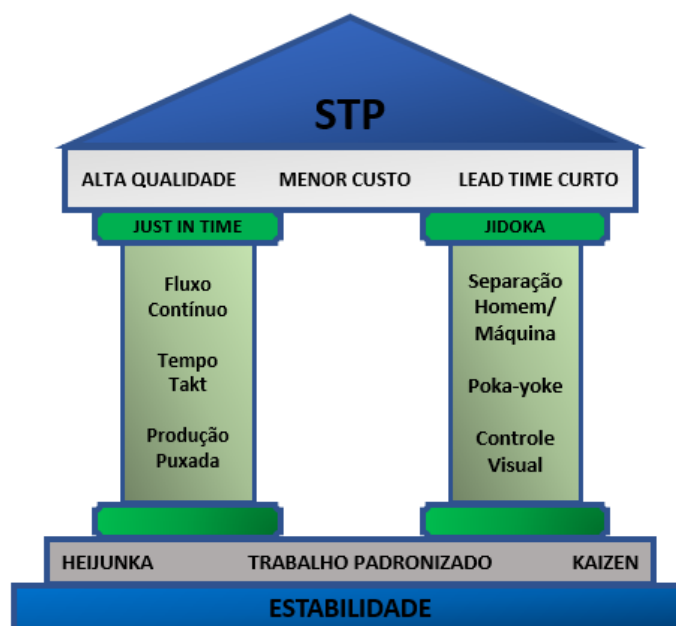 STP
ALTA QUALIDADE MENOR CUSTO LEAD TIME CURTO
JUST IN TIME
JIDOKA
Fluxo
Contínuo
Tempo
Takt
Produção
Puxada
Separação
Homem/
Máquina
Poka-yoke
Controle
Visual
HEIJUNKA TRABALHO PADRONIZADO KAIZEN
ESTABILIDADE